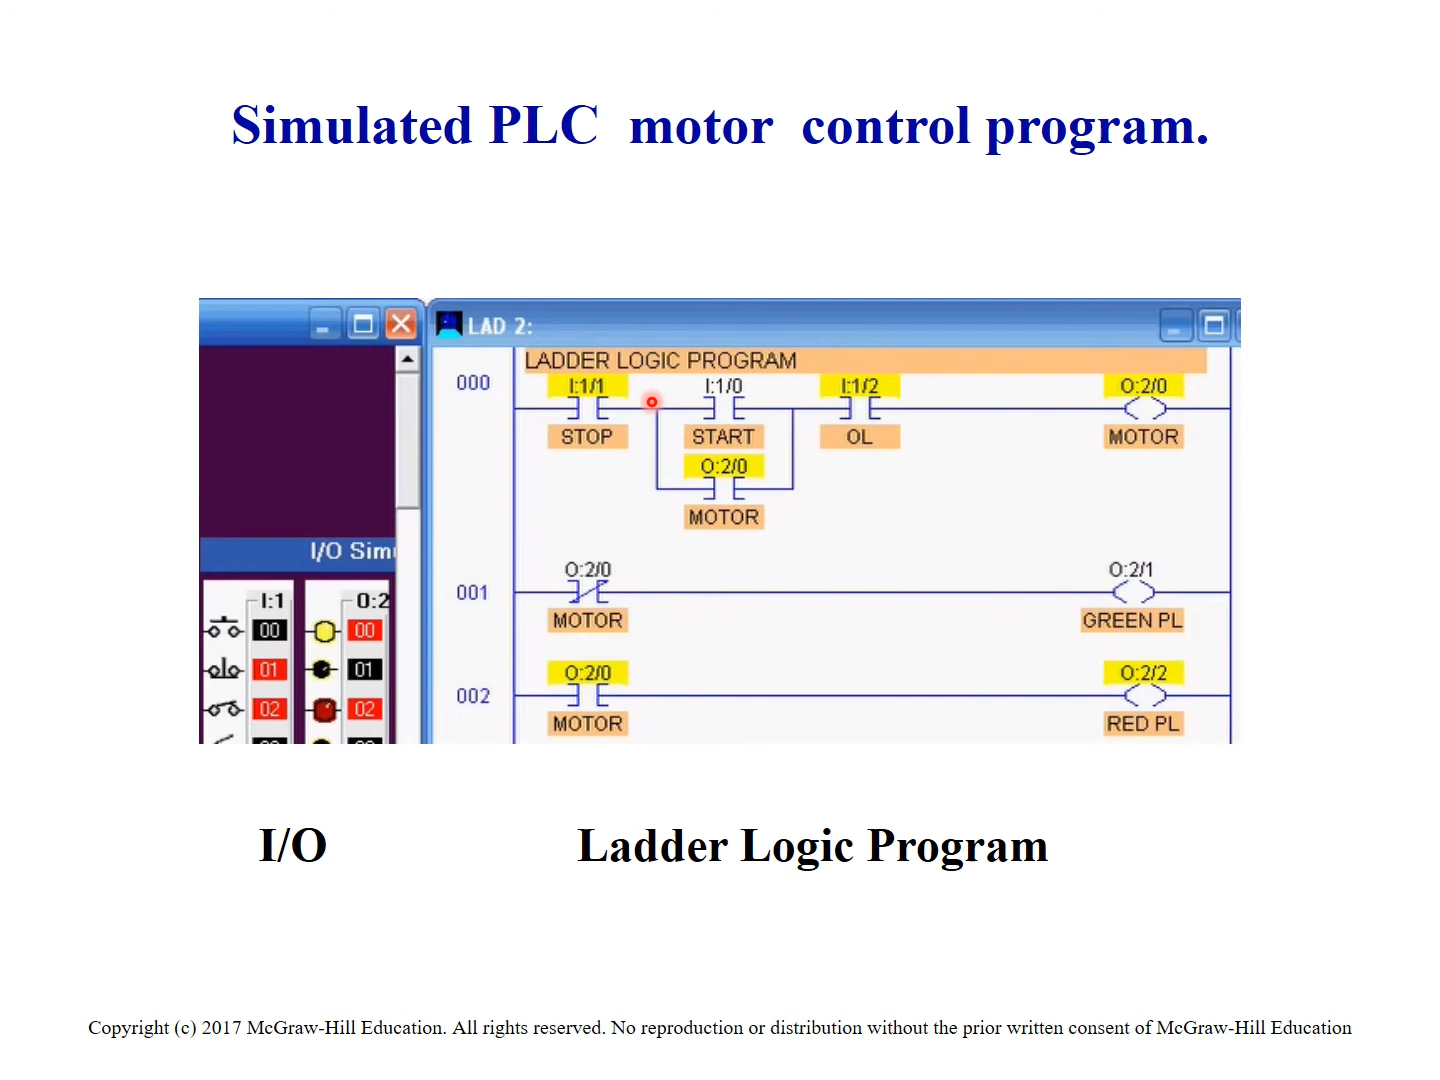 Simulated PLC motor control program.
LAD 2:
LADDER LOGIC PROGRAM
000
I:1/1 I:1/0 I:1/2 O:2/0
STOP START OL MOTOR
O:2/0
MOTOR
001
O:2/0 O:2/1
MOTOR GREEN PL
002
O:2/0 O:2/2
MOTOR RED PL
I/O
I:1 O:2
00 00
01 01
02 02
I/O Ladder Logic Program
Copyright (c) 2017 McGraw-Hill Education. All rights reserved. No reproduction or distribution without the prior written consent of McGraw-Hill Education